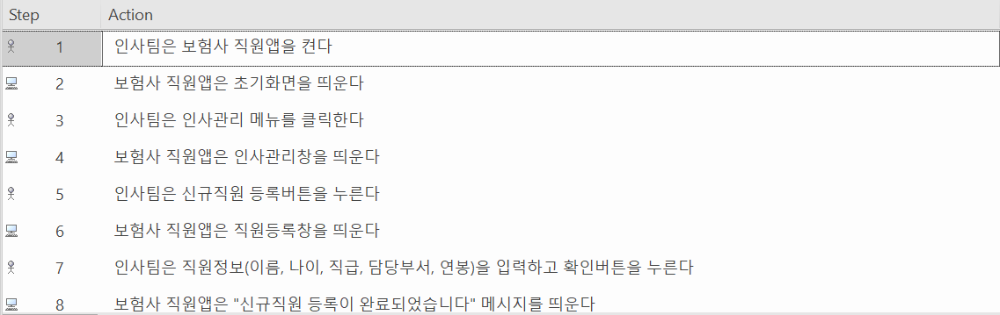 Step Action
1 인사팀은 보험사 직원앱을 켠다
2 보험사 직원앱은 초기화면을 띄운다
3 인사팀은 인사관리 메뉴를 클릭한다
4 보험사 직원앱은 인사관리창을 띄운다
5 인사팀은 신규직원 등록버튼을 누른다
6 보험사 직원앱은 직원등록창을 띄운다
7 인사팀은 직원정보(이름, 나이, 직급, 담당부서, 연봉)을 입력하고 확인버튼을 누른다
8 보험사 직원앱은 "신규직원 등록이 완료되었습니다" 메시지를 띄운다